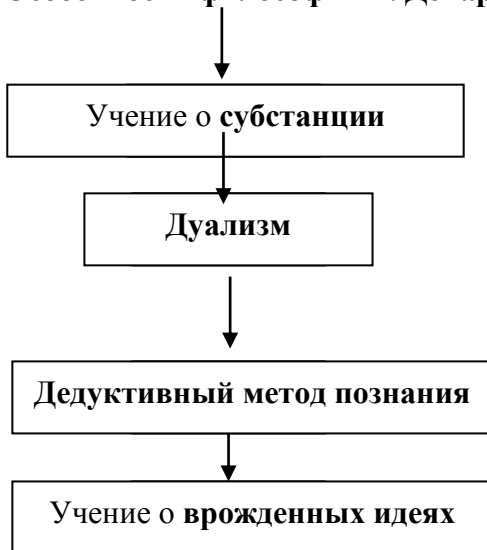 Учение о субстанции
Дуализм
Дедуктивный метод познания
Учение о врожденных идеях